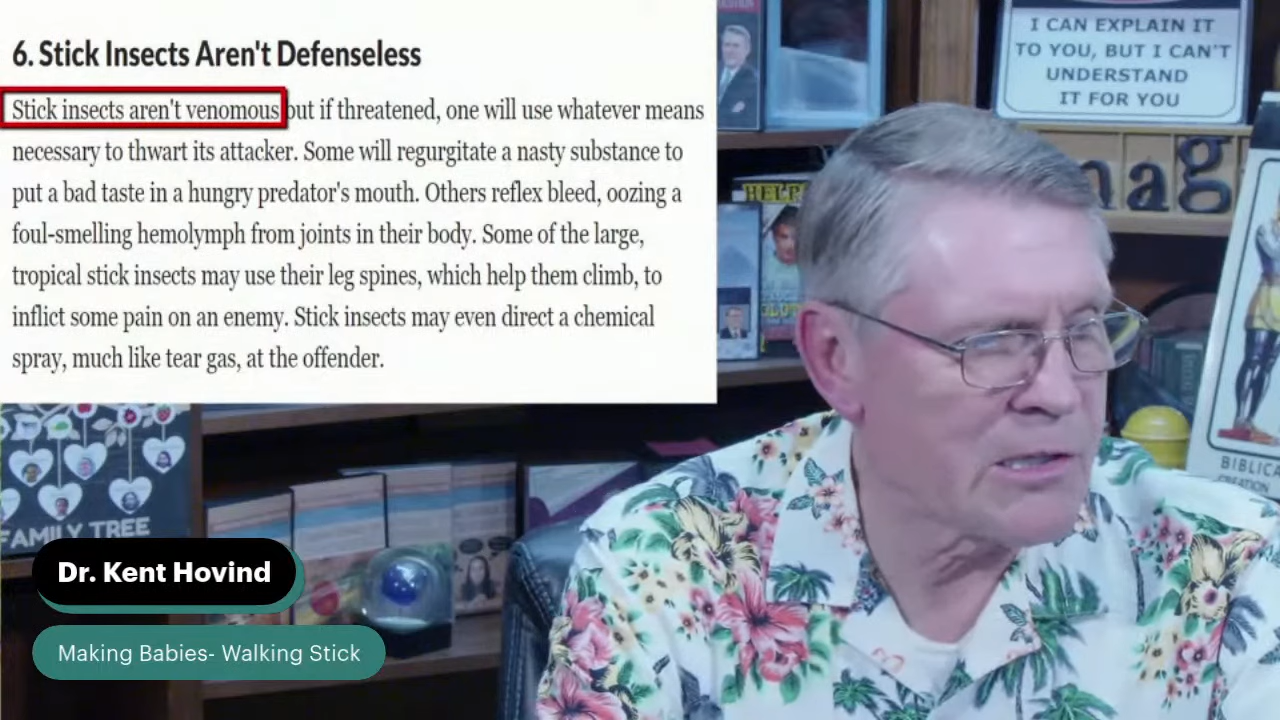 6. Stick Insects Aren't Defenseless
Stick insects aren't venomous but if threatened, one will use whatever means
necessary to thwart its attacker. Some will regurgitate a nasty substance to
put a bad taste in a hungry predator's mouth. Others reflex bleed, oozing a
foul-smelling hemolymph from joints in their body. Some of the large,
tropical stick insects may use their leg spines, which help them climb, to
inflict some pain on an enemy. Stick insects may even direct a chemical
spray, much like tear gas, at the offender.
I CAN EXPLAIN IT
TO YOU, BUT I CAN'T
UNDERSTAND
IT FOR YOU
HELP
FAMILY TREE
Dr. Kent Hovind
Making Babies- Walking Stick